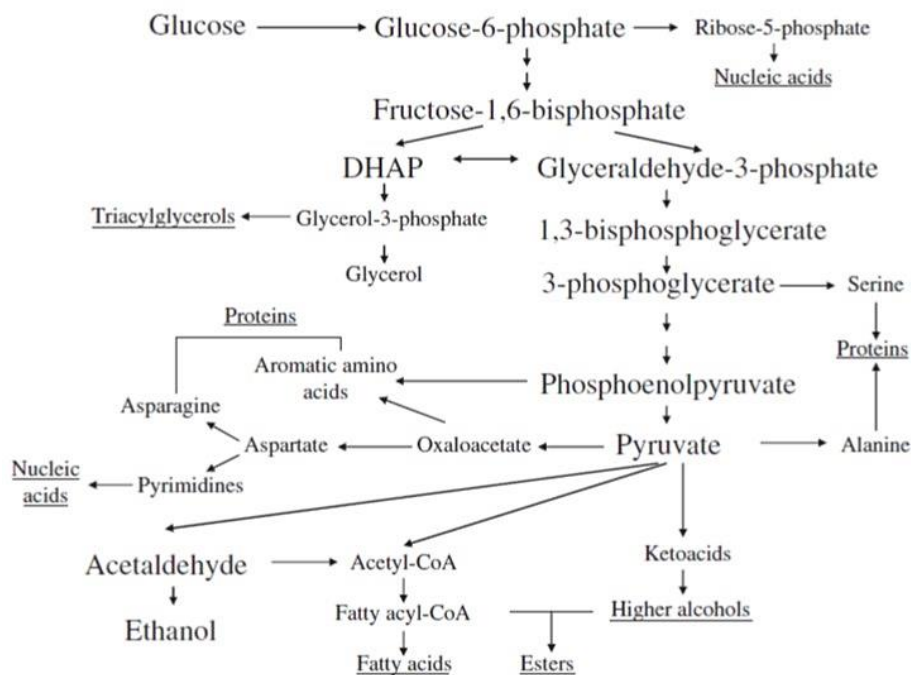 Glucose
Glucose-6-phosphate
Ribose-5-phosphate
Nucleic acids
Fructose-1,6-bisphosphate
DHAP
Glyceraldehyde-3-phosphate
Triacylglycerols
Glycerol-3-phosphate
1,3-bisphosphoglycerate
Glycerol
3-phosphoglycerate
Serine
Proteins
Proteins
Aromatic amino
acids
Phosphoenolpyruvate
Asparagine
Aspartate
Oxaloacetate
Pyruvate
Alanine
Nucleic
acids
Pyrimidines
Acetaldehyde
Acetyl-CoA
Ketoacids
Ethanol
Fatty acyl-CoA
Higher alcohols
Fatty acids
Esters